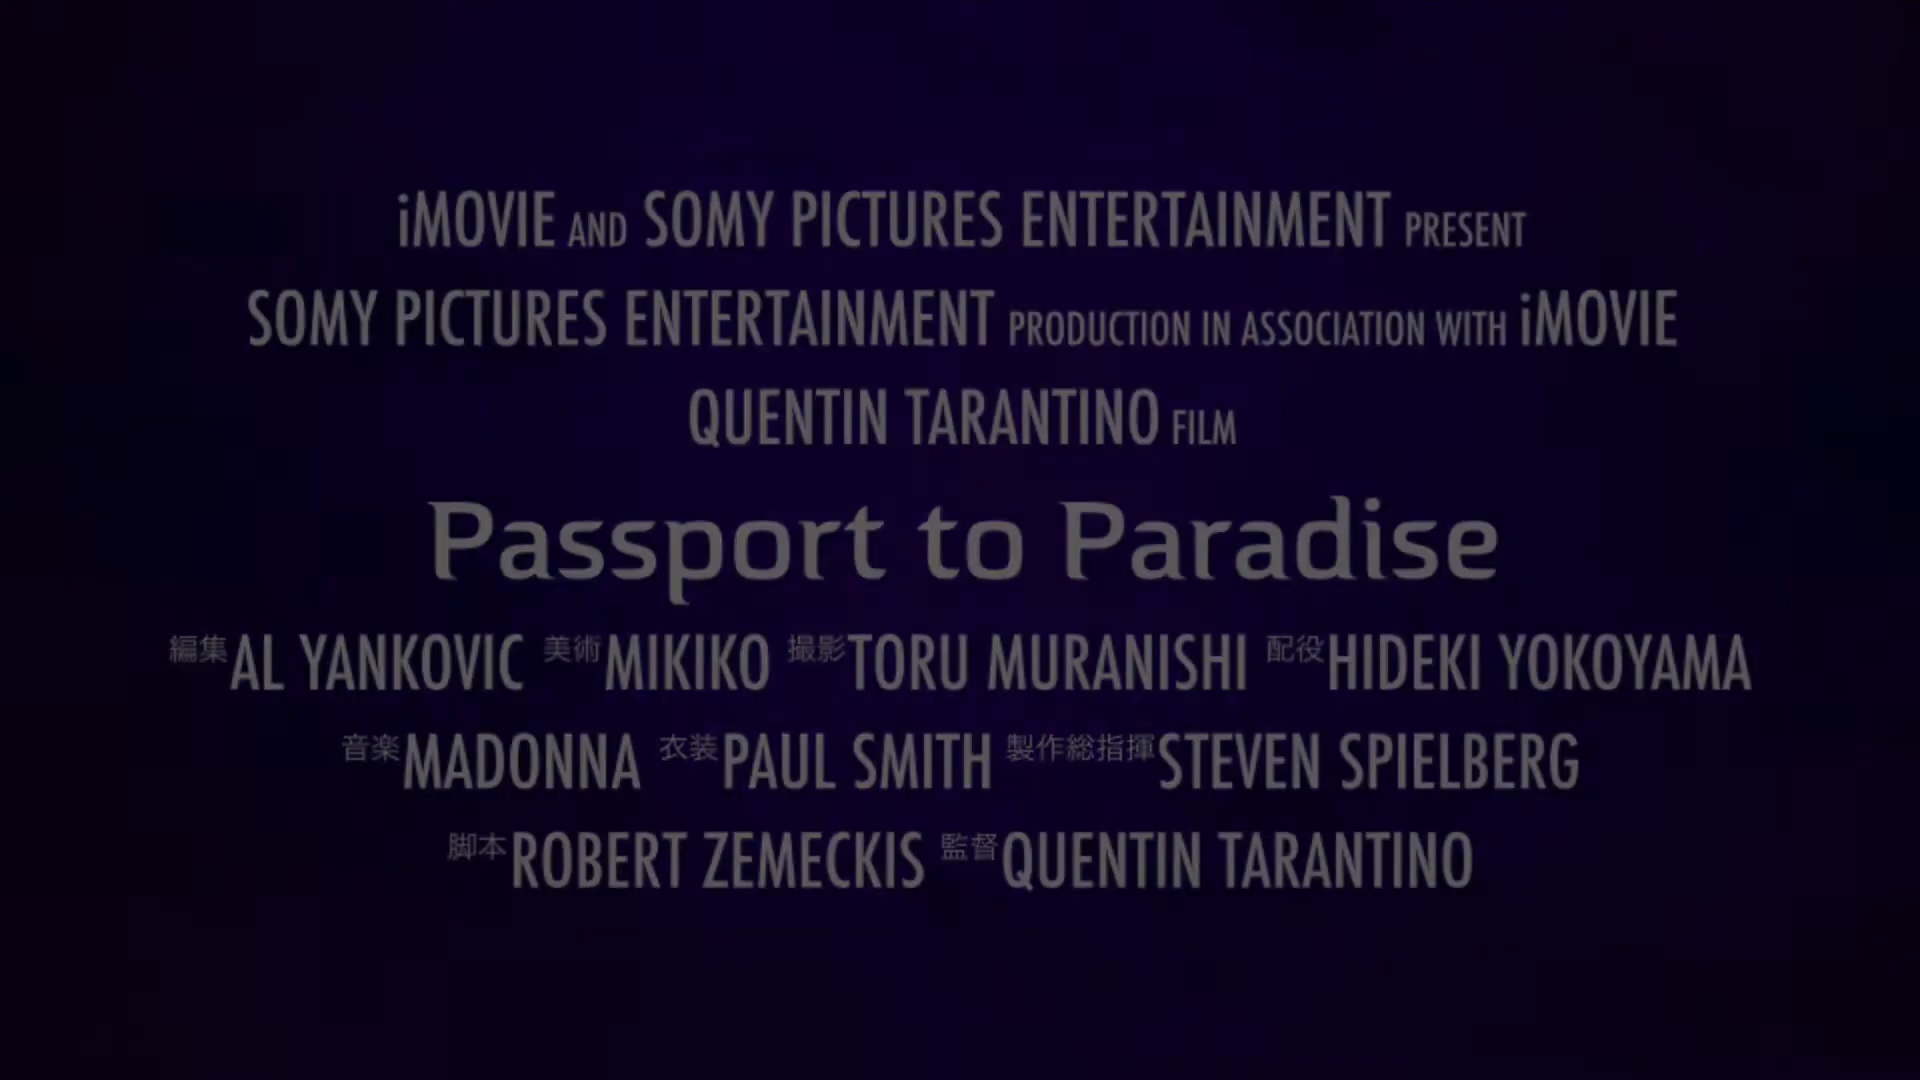 iMOVIE AND SOMY PICTURES ENTERTAINMENT PRESENT
SOMY PICTURES ENTERTAINMENT PRODUCTION IN ASSOCIATION WITH iMOVIE
QUENTIN TARANTINO FILM
Passport to Paradise
編集AL YANKOVIC 美術MIKIKO 撮影TORU MURANISHI 配役HIDEKI YOKOYAMA
音楽MADONNA 衣装PAUL SMITH 製作総指揮STEVEN SPIELBERG
脚本ROBERT ZEMECKIS 監督QUENTIN TARANTINO